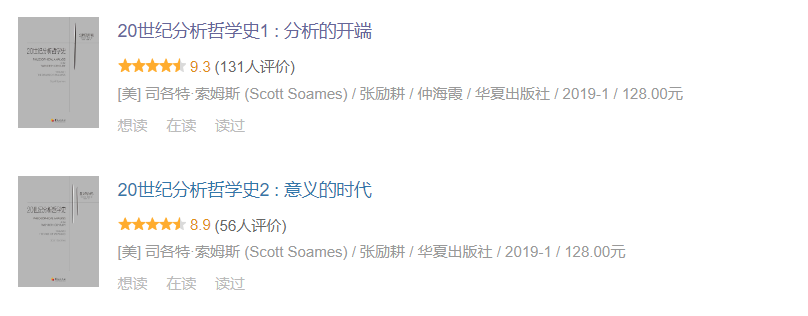 20世纪分析哲学史1 : 分析的开端
9.3 (131人评价)
[美] 司各特·索姆斯 (Scott Soames) / 张励耕 / 仲海霞 / 华夏出版社 / 2019-1 / 128.00元
想读 在读 读过
20世纪分析哲学史2 : 意义的时代
8.9 (56人评价)
[美] 司各特·索姆斯 (Scott Soames) / 张励耕 / 华夏出版社 / 2019-1 / 128.00元
想读 在读 读过